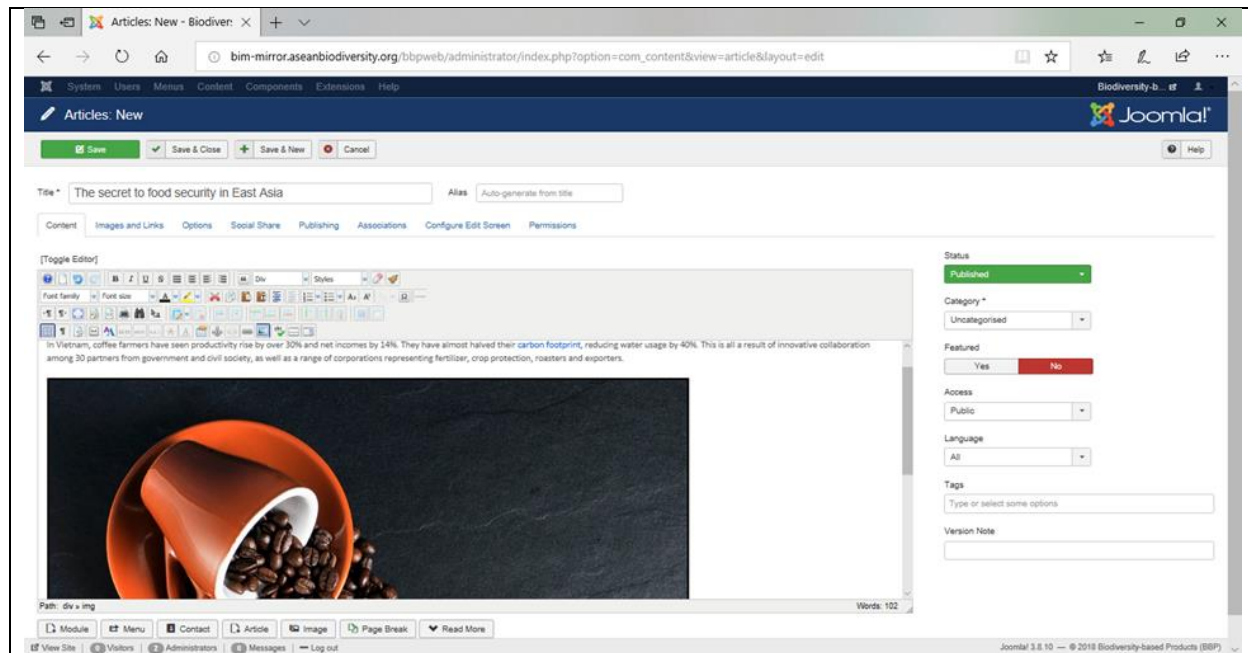 Articles: New - Biodiver:
bim-mirror.aseanbiodiversity.org/bbpweb/administrator/index.php?option=com_content&view=article&layout=edit
System Users Menus Content Components Extensions Help
Biodiversity-b...
Articles: New
Joomla!
Save
Save & Close
Save & New
Cancel
Help
Title *
The secret to food security in East Asia
Alias
Auto-generate from title
Content Images and Links Options Social Share Publishing Associations Configure Edit Screen Permissions
[Toggle Editor]
Div
Styles
Font family
Font size
In Vietnam, coffee farmers have seen productivity rise by over 30% and net incomes by 14%. They have almost halved their carbon footprint, reducing water usage by 40%. This is all a result of innovative collaboration
among 30 partners from government and civil society, as well as a range of corporations representing fertilizer, crop protection, roasters and exporters.
Path: div » img
Words: 102
Module
Menu
Contact
Article
Image
Page Break
Read More
Status
Published
Category *
Uncategorised
Featured
Yes
No
Access
Public
Language
All
Tags
Type or select some options
Version Note
View Site | 0 Visitors | 2 Administrators | 0 Messages | Log out
Joomla! 3.8.10 — © 2018 Biodiversity-based Products (BBP)